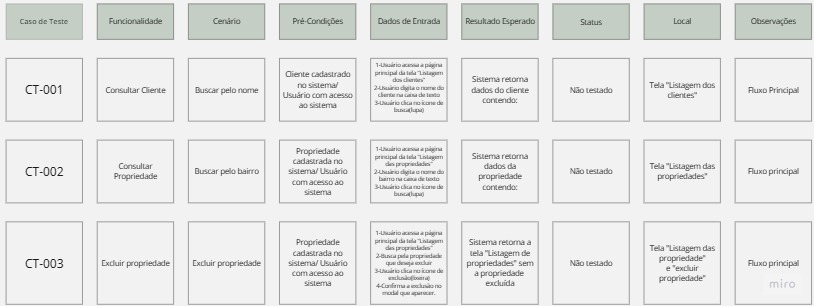 Caso de Teste
Funcionalidade
Cenário
Pré-Condições
Dados de Entrada
Resultado Esperado
Status
Local
Observações
CT-001
Consultar Cliente
Buscar pelo nome
Cliente cadastrado
no sistema/
Usuário com acesso
ao sistema
1-Usuário acessa a página
principal da tela "Listagem
dos clientes"
2-Usuário digita o nome do
cliente na caixa de texto
3-Usuário clica no ícone de
busca(lupa)
Sistema retorna
dados do cliente
contendo:
Não testado
Tela "Listagem dos
clientes"
Fluxo Principal
CT-002
Consultar
Propriedade
Buscar pelo bairro
Propriedade
cadastrada no
sistema/ Usuário
com acesso ao
sistema
1-Usuário acessa a página
principal da tela "Listagem
das propriedades"
2-Usuário digita o nome do
bairro na caixa de texto
3-Usuário clica no ícone de
busca(lupa)
Sistema retorna
dados da
propriedade
contendo:
Não testado
Tela "Listagem das
propriedades"
Fluxo principal
CT-003
Excluir propriedade
Excluir propriedade
Propriedade
cadastrada no
sistema/ Usuário
com acesso ao
sistema
1-Usuário acessa a página
principal da tela "Listagem
das propriedades"
2-Busca pela propriedade
que deseja excluir
3-Usuário clica no ícone de
exclusão(lixeira)
4-Confirma a exclusão no
modal que aparecer.
Sistema retorna a
tela "Listagem de
propriedades" sem
a propriedade
excluída
Não testado
Tela "Listagem das
propriedade"
e "excluir
propriedade"
Fluxo principal
miro